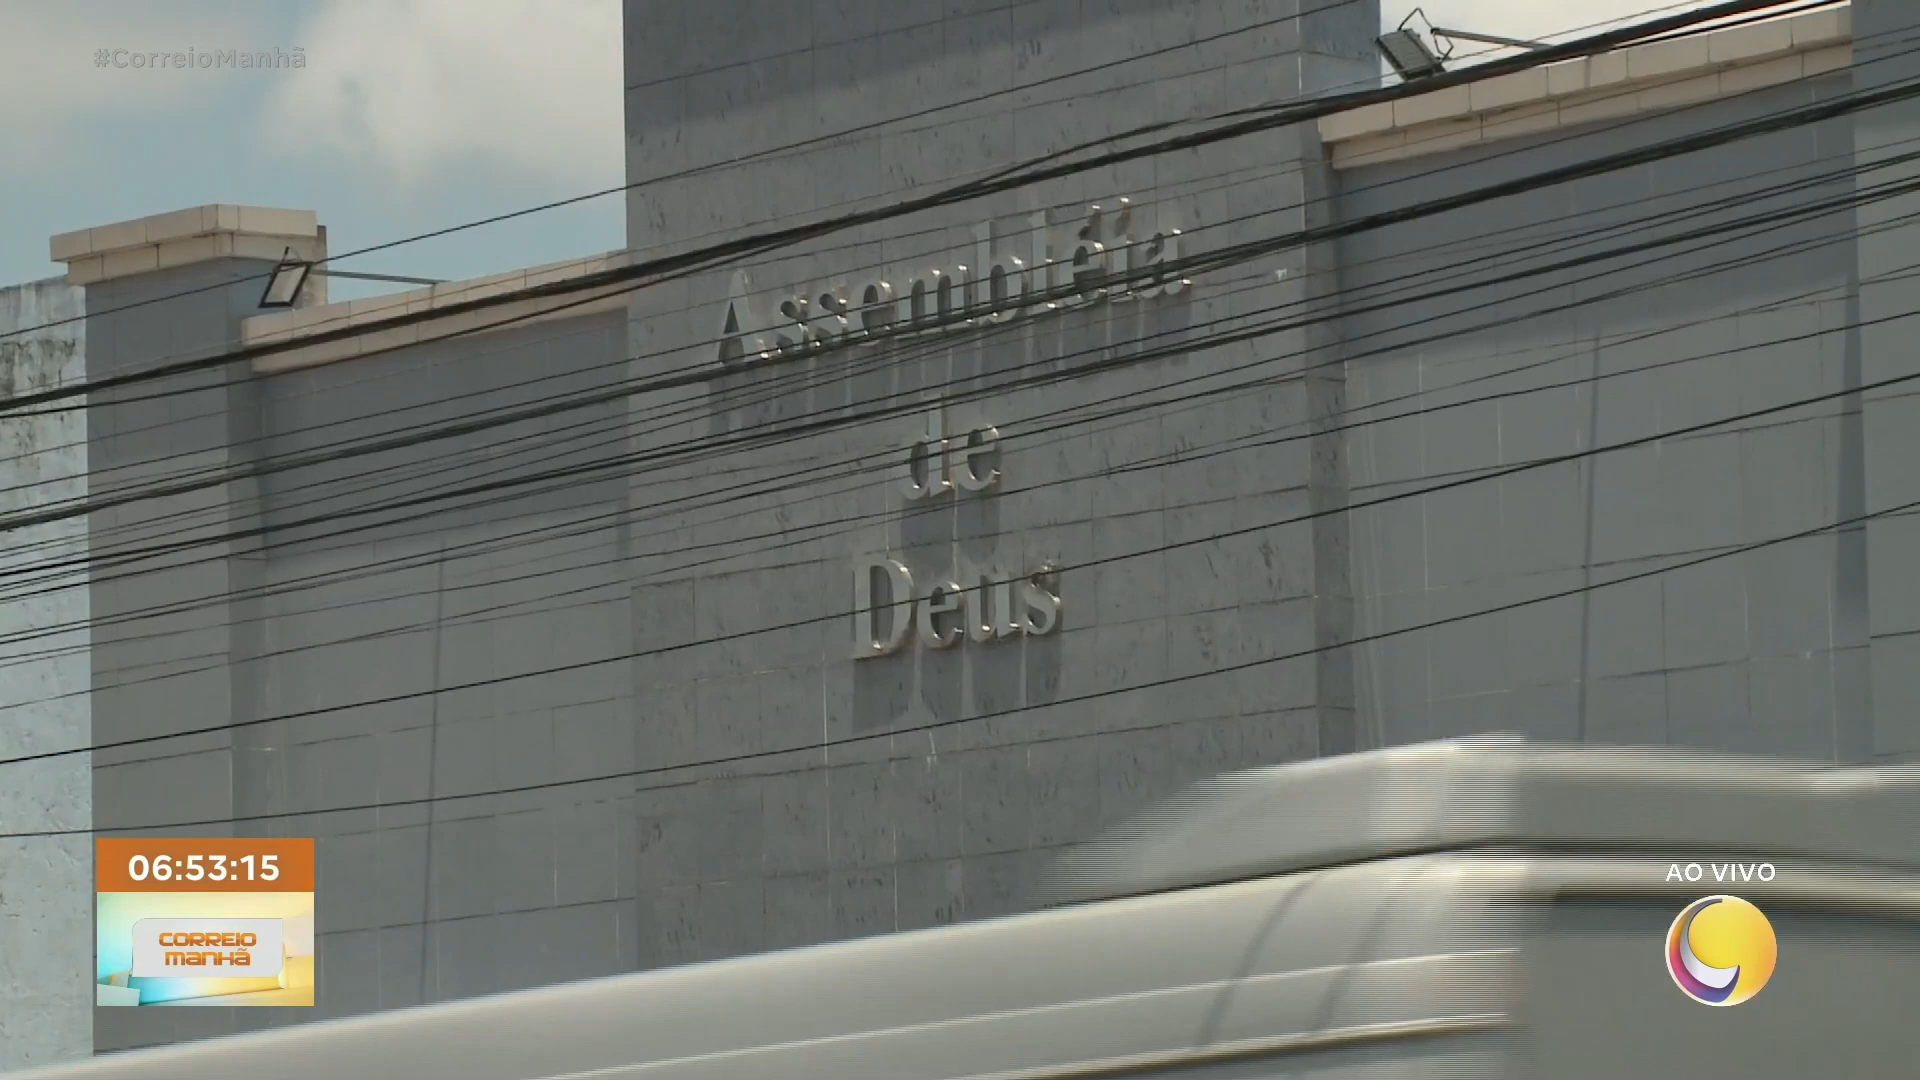 #CorreioManhã
Assembléia
de
Deus
06:53:15
CORREIO
manhã
AO VIVO